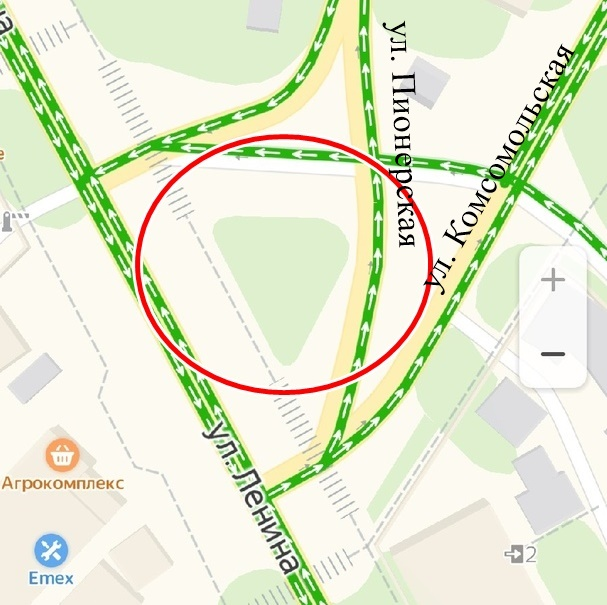 а
ул. Пионерская
ул. Комсомольская
е
+
−
ул. Ленина
Агрокомплекс
Emex
2